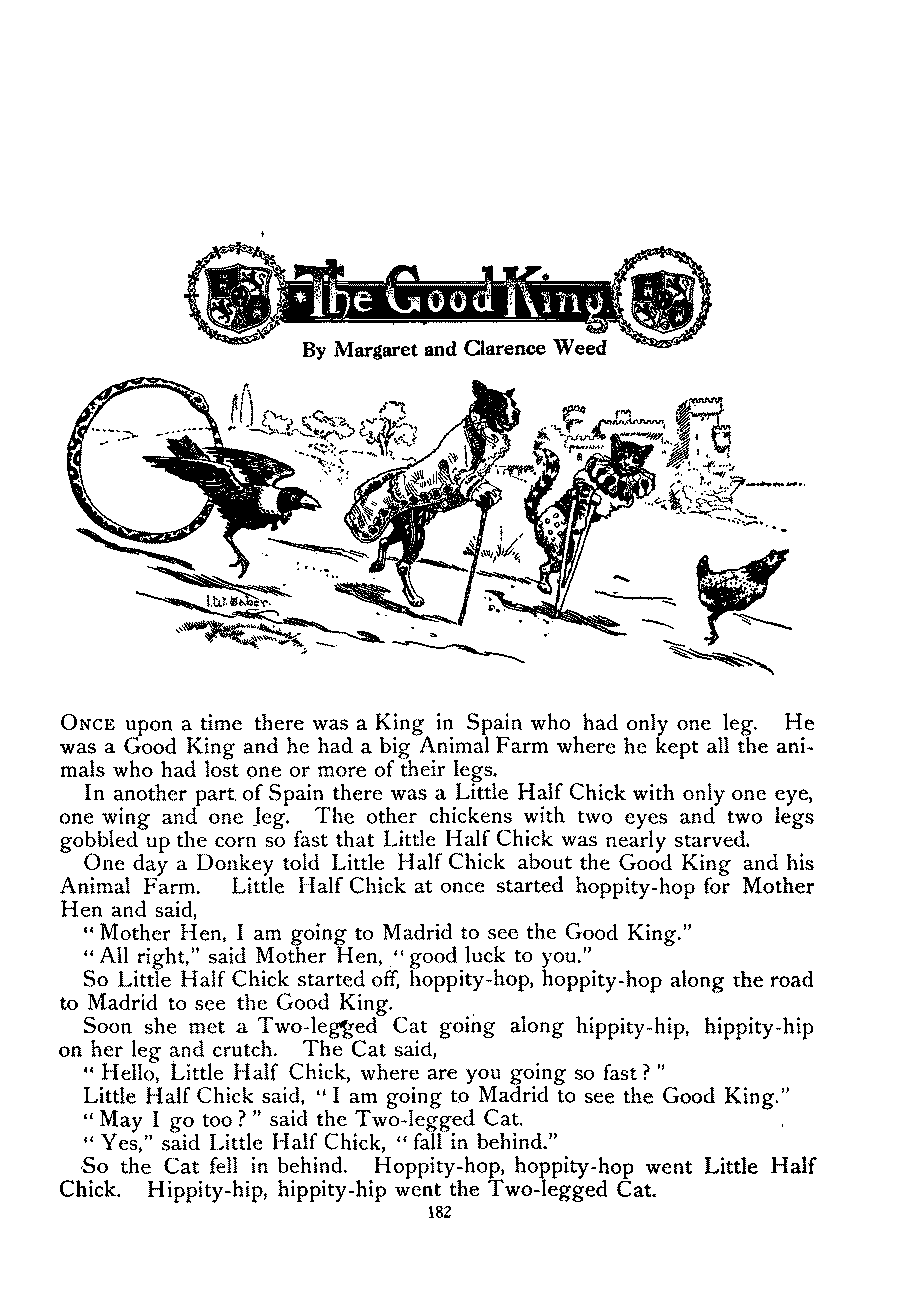 The Good King
By Margaret and Clarence Weed
ONCE upon a time there was a King in Spain who had only one leg. He
was a Good King and he had a big Animal Farm where he kept all the ani-
mals who had lost one or more of their legs.
In another part of Spain there was a Little Half Chick with only one eye,
one wing and one leg. The other chickens with two eyes and two legs
gobbled up the corn so fast that Little Half Chick was nearly starved.
One day a Donkey told Little Half Chick about the Good King and his
Animal Farm. Little Half Chick at once started hoppity-hop for Mother
Hen and said,
“Mother Hen, I am going to Madrid to see the Good King.”
“All right,” said Mother Hen, “good luck to you.”
So Little Half Chick started off, hoppity-hop, hoppity-hop along the road
to Madrid to see the Good King.
Soon she met a Two-legged Cat going along hippity-hip, hippity-hip
on her leg and crutch. The Cat said,
“Hello, Little Half Chick, where are you going so fast?”
Little Half Chick said, “I am going to Madrid to see the Good King.”
“May I go too?” said the Two-legged Cat.
“Yes,” said Little Half Chick, “fall in behind.”
So the Cat fell in behind. Hoppity-hop, hoppity-hop went Little Half
Chick. Hippity-hip, hippity-hip went the Two-legged Cat.
182